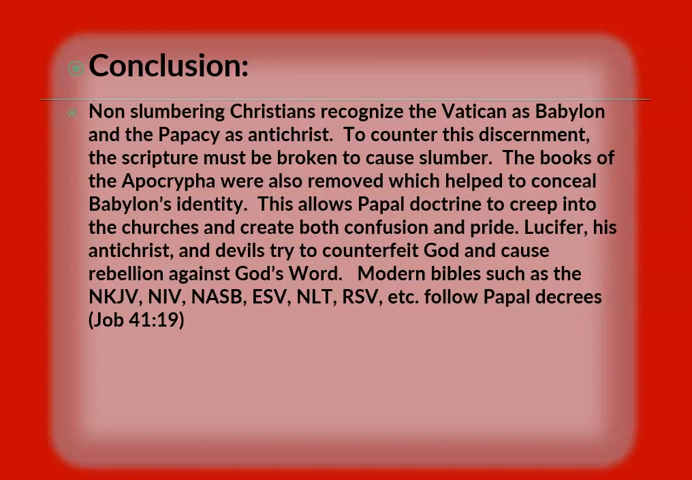 Conclusion:
Non slumbering Christians recognize the Vatican as Babylon
and the Papacy as antichrist. To counter this discernment,
the scripture must be broken to cause slumber. The books of
the Apocrypha were also removed which helped to conceal
Babylon's identity. This allows Papal doctrine to creep into
the churches and create both confusion and pride. Lucifer, his
antichrist, and devils try to counterfeit God and cause
rebellion against God's Word. Modern bibles such as the
NKJV, NIV, NASB, ESV, NLT, RSV, etc. follow Papal decrees
(Job 41:19)